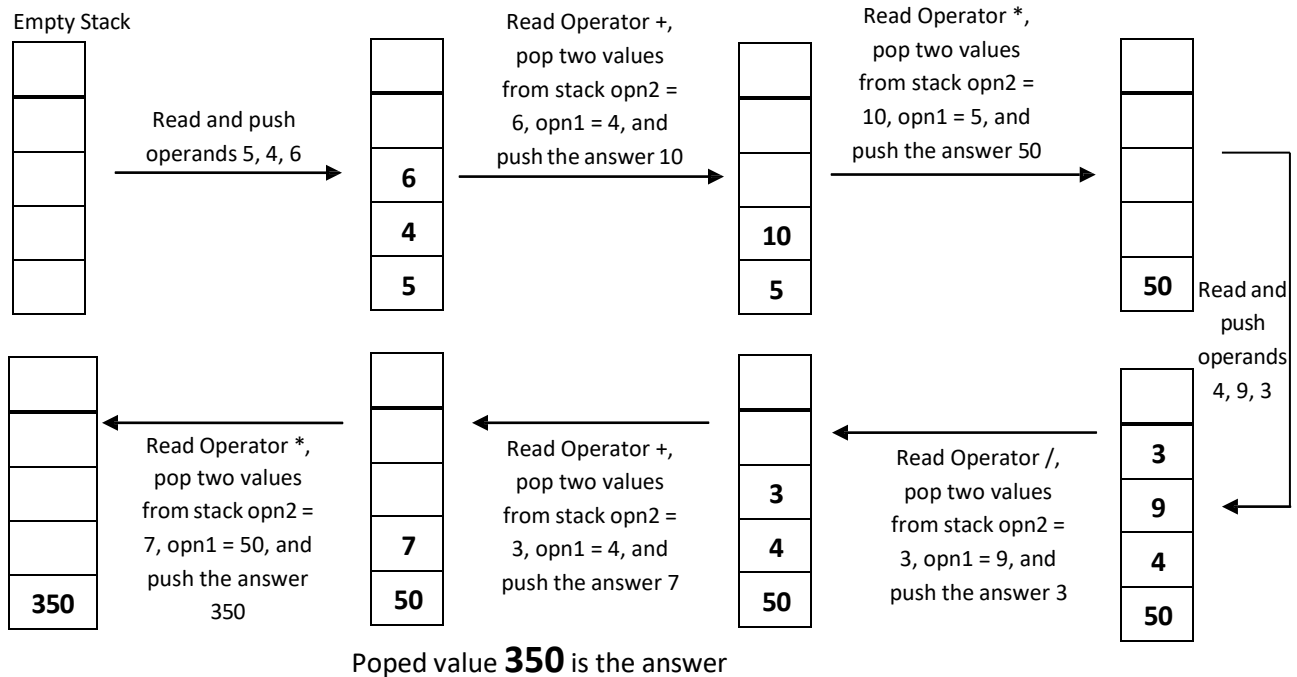 Empty Stack
Read and push
operands 5, 4, 6
6
4
5
Read Operator +,
pop two values
from stack opn2 =
6, opn1 = 4, and
push the answer 10
10
5
Read Operator *,
pop two values
from stack opn2 =
10, opn1 = 5, and
push the answer 50
50
Read and
push
operands
4, 9, 3
3
9
4
50
Read Operator /,
pop two values
from stack opn2 =
3, opn1 = 9, and
push the answer 3
3
4
50
Read Operator +,
pop two values
from stack opn2 =
3, opn1 = 4, and
push the answer 7
7
50
Read Operator *,
pop two values
from stack opn2 =
7, opn1 = 50, and
push the answer
350
350
Poped value 350 is the answer